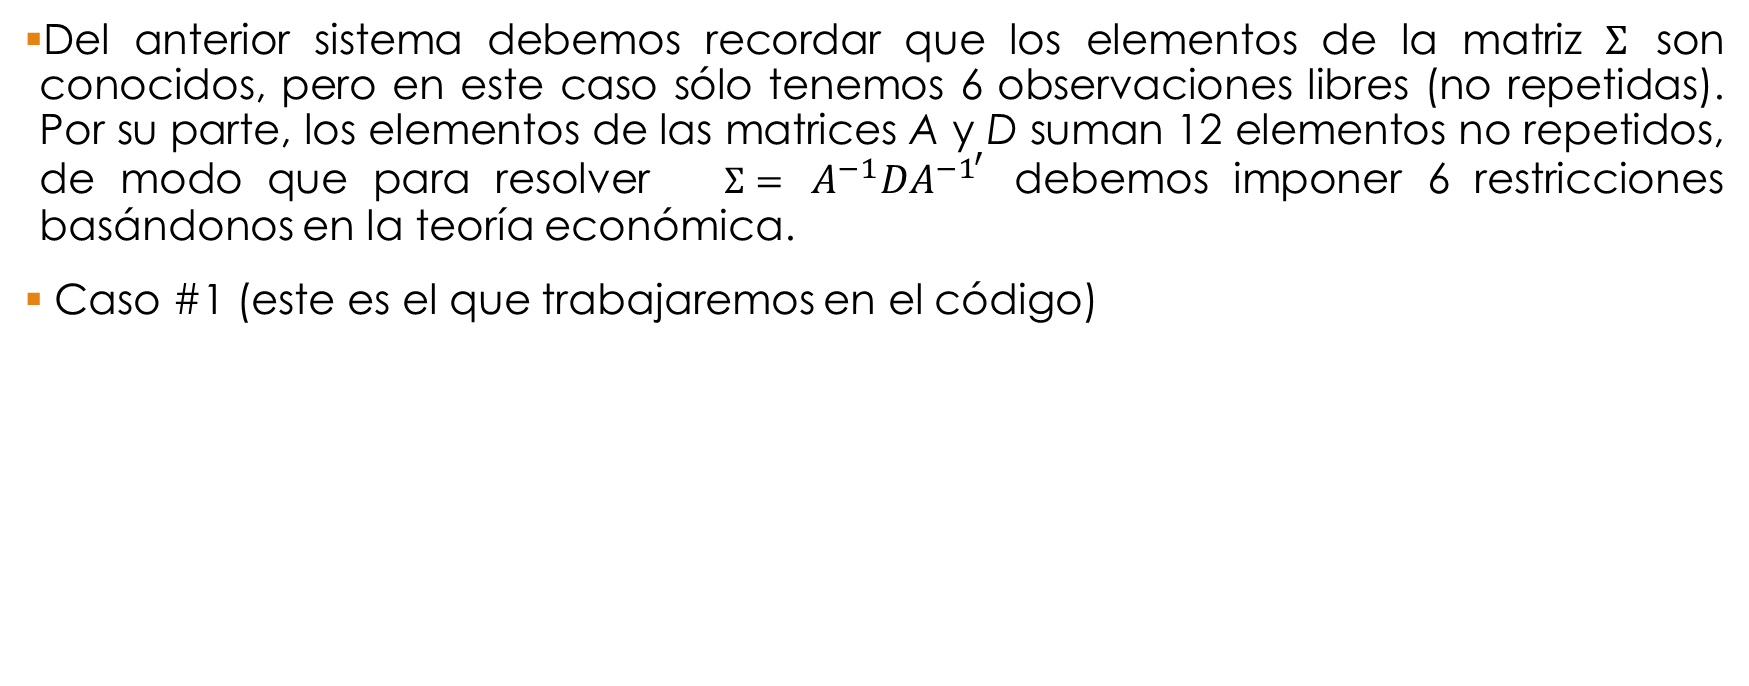 ▪Del anterior sistema debemos recordar que los elementos de la matriz Σ son
conocidos, pero en este caso sólo tenemos 6 observaciones libres (no repetidas).
Por su parte, los elementos de las matrices A y D suman 12 elementos no repetidos,
de modo que para resolver Σ = A⁻¹DA⁻¹′ debemos imponer 6 restricciones
basándonos en la teoría económica.
▪ Caso #1 (este es el que trabajaremos en el código)